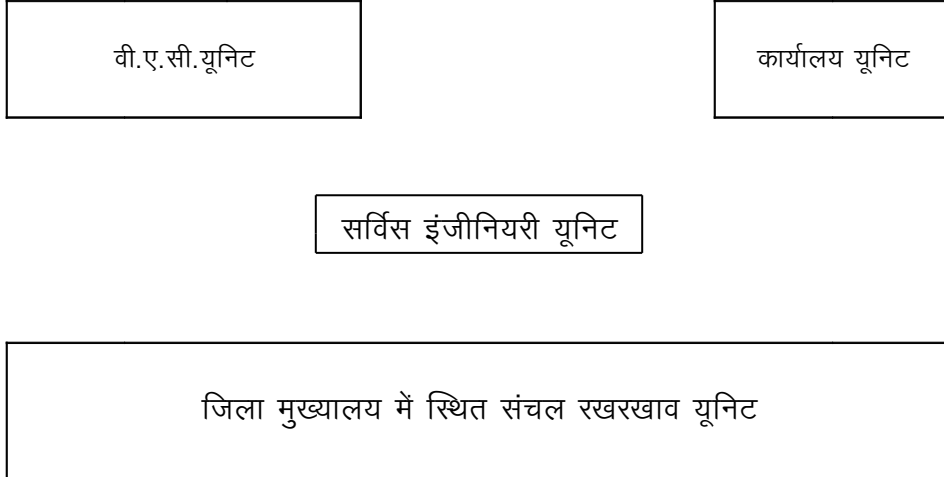 वी.ए.सी.यूनिट
कार्यालय यूनिट
सर्विस इंजीनियरी यूनिट
जिला मुख्यालय में स्थित संचल रखरखाव यूनिट